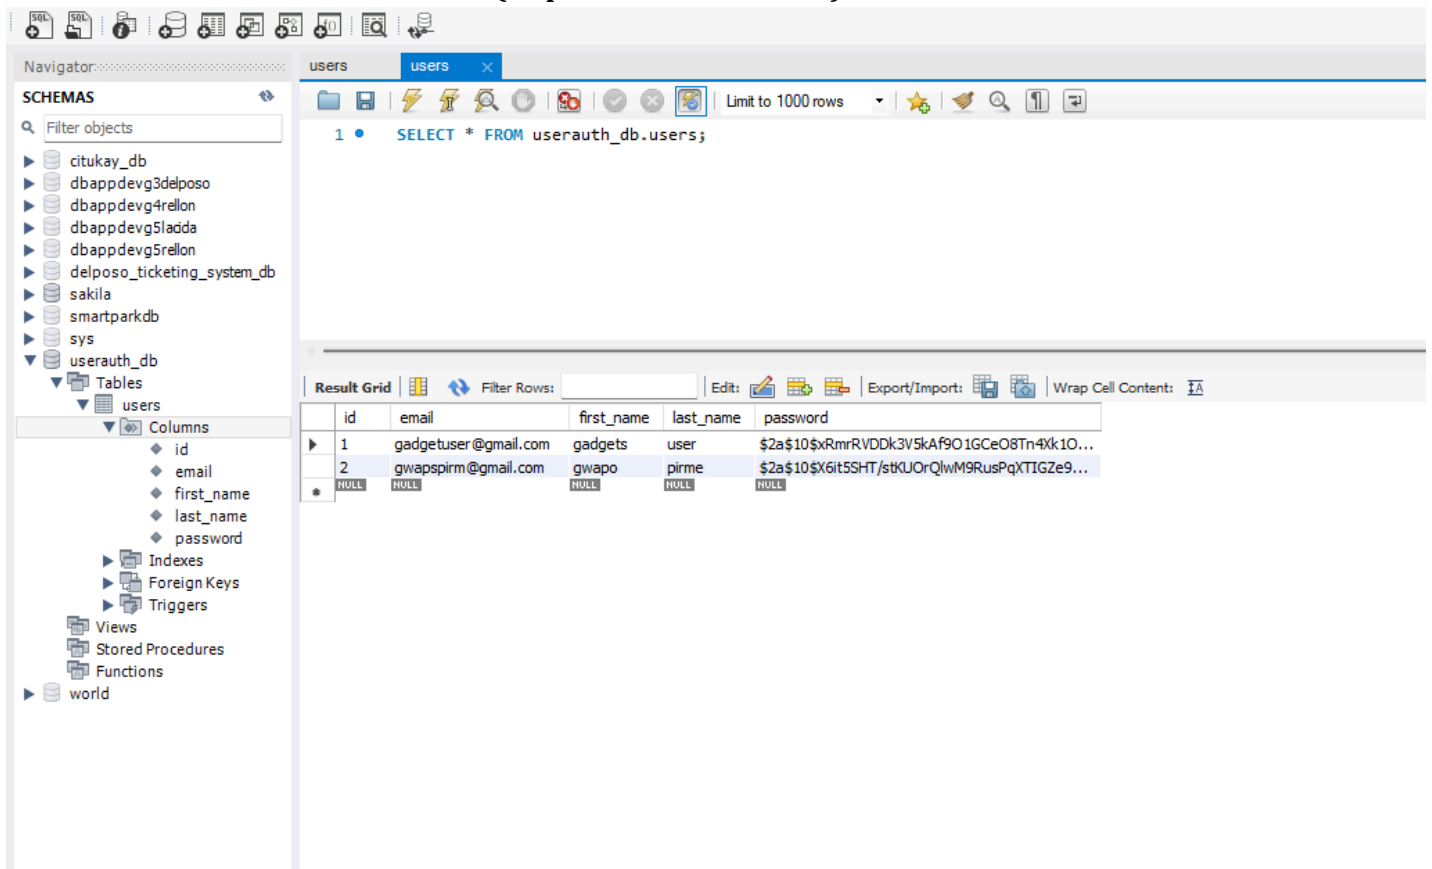 SQL SQL
Navigator
SCHEMAS
Filter objects
citukay_db
dbappdevg3delposo
dbappdevg4rellon
dbappdevg5ladda
dbappdevg5rellon
delposo_ticketing_system_db
sakila
smartparkdb
sys
userauth_db
Tables
users
Columns
id
email
first_name
last_name
password
Indexes
Foreign Keys
Triggers
Views
Stored Procedures
Functions
world
users users
Limit to 1000 rows
1 SELECT * FROM userauth_db.users;
Result Grid Filter Rows: Edit: Export/Import: Wrap Cell Content: IA
id email first_name last_name password
1 gadgetuser@gmail.com gadgets user $2a$10$xRmrRVDDk3V5kAf9O1GCeO8Tn4Xk1O...
2 gwapspirm@gmail.com gwapo pirme $2a$10$X6it5SHT/stKUOrQlwM9RusPqXTIGZe9...
NULL NULL NULL NULL NULL